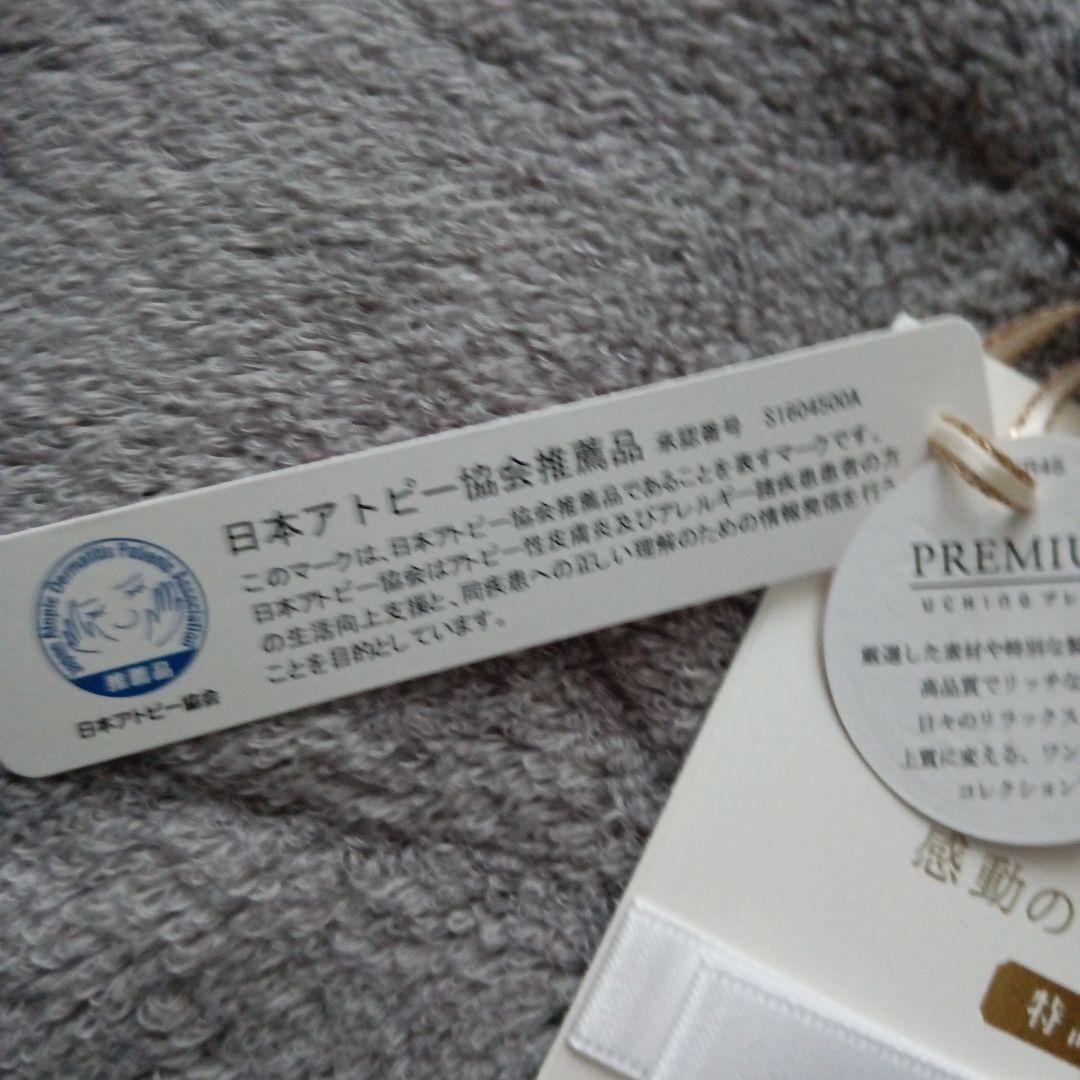 日本アトピー協会推薦品 承認番号 S1604500A
このマークは、日本アトピー協会推薦品であることを表すマークです。
日本アトピー協会はアトピー性皮膚炎及びアレルギー諸疾患患者の方
の生活向上支援と、同疾患への正しい理解のための情報発信を行う
ことを目的としています。
Japan Atopic Dermatitis Patients Association
推薦品
日本アトピー協会
PREMIU
UCHINO プレ
厳選した素材や特別な製
高品質でリッチな
日々のリラックス
上質に変える、ワン
コレクション
感動の
特